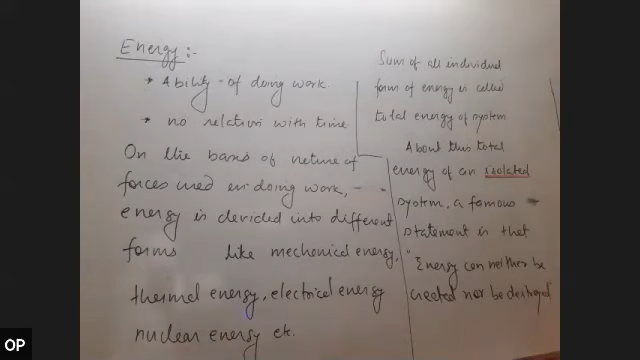 Energy :-
* Ability of doing work.
* no relation with time
On the basis of neture of
forces used in doing work, -
energy is devided into different
forms like mechanical energy,
thermal energy, electrical energy
nuclear energy etc.
Sum of all individual
form of energy is called
total energy of system
About this total
energy of an isolated
system, a famous
statement is that
"Energy can neither be
created nor be destroyed
OP